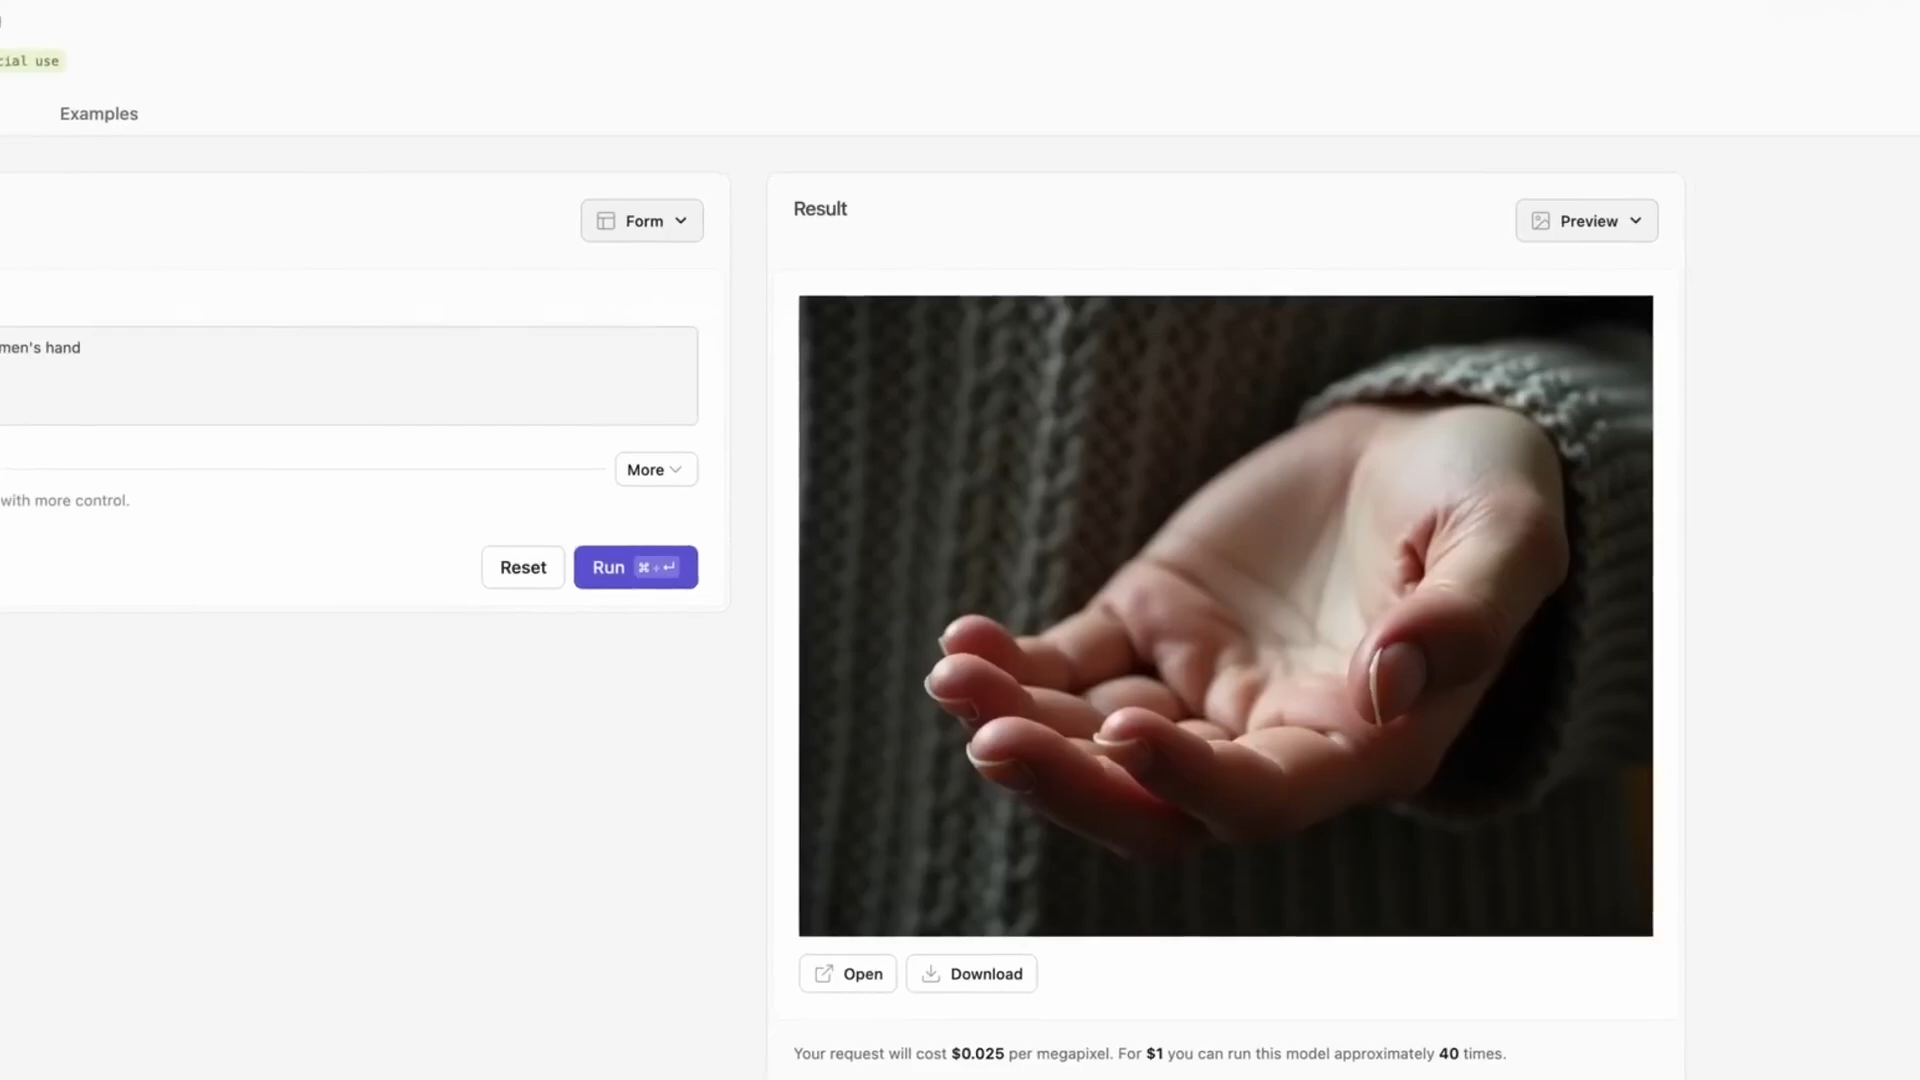 cial use
Examples
Form
Result
Preview
men's hand
More
with more control.
Reset
Run ⌘+↵
Open
Download
Your request will cost $0.025 per megapixel. For $1 you can run this model approximately 40 times.